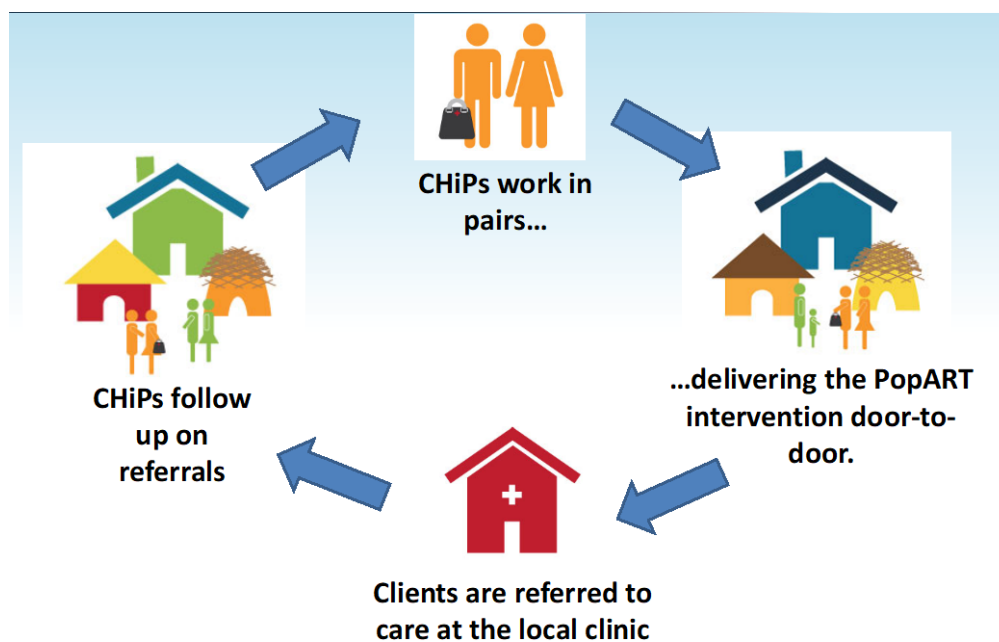 CHiPs work in
pairs...
...delivering the PopART
intervention door-to-
door.
Clients are referred to
care at the local clinic
CHiPs follow
up on
referrals